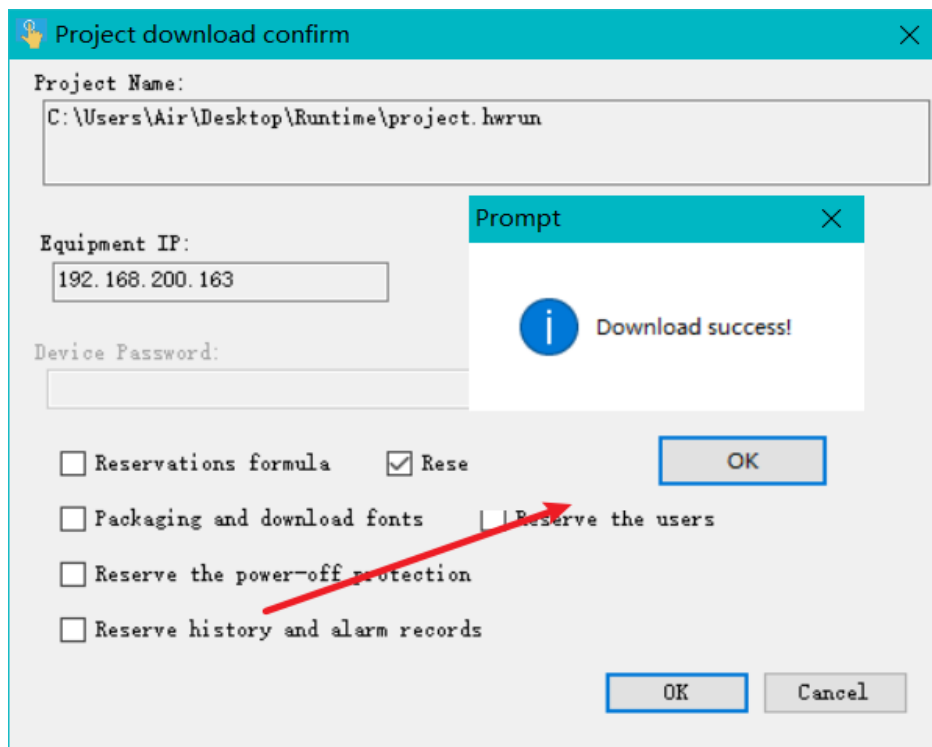 Project download confirm
Project Name:
C:\Users\Air\Desktop\Runtime\project.hwrun
Prompt
Equipment IP:
192.168.200.163
Download success!
Device Password:
Reservations formula
Rese
OK
Packaging and download fonts
Reserve the users
Reserve the power-off protection
Reserve history and alarm records
OK
Cancel